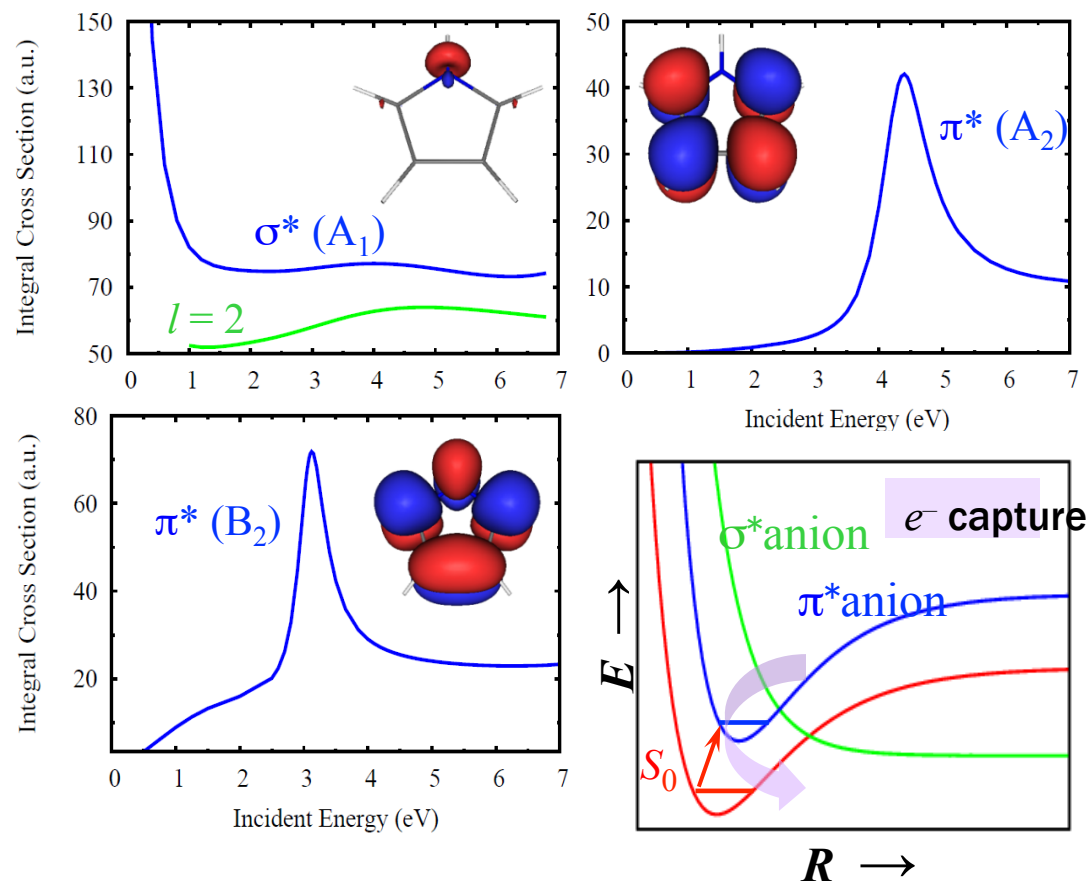 150
130
110
90
70
50
Integral Cross Section (a.u.)
σ* (A₁)
l = 2
0 1 2 3 4 5 6 7
50
40
30
20
10
0
π* (A₂)
0 1 2 3 4 5 6 7
Incident Energy (eV)
80
60
40
20
Integral Cross Section (a.u.)
π* (B₂)
0 1 2 3 4 5 6 7
Incident Energy (eV)
e⁻ capture
σ*anion
π*anion
S₀
E →
R →